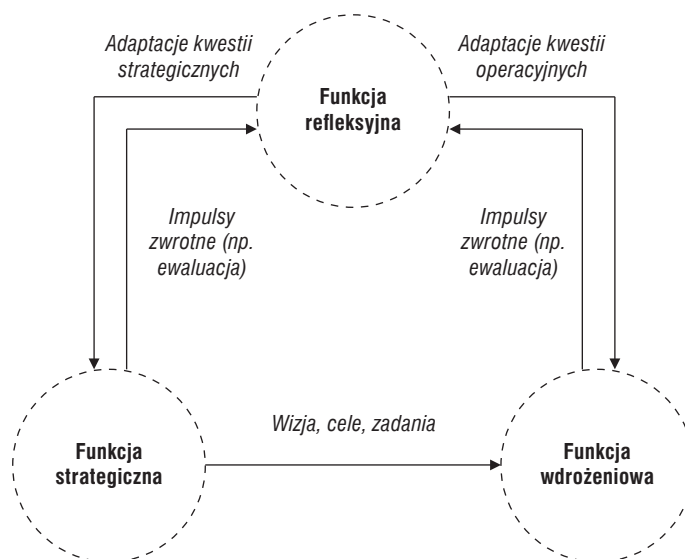 Adaptacje kwestii
strategicznych
Adaptacje kwestii
operacyjnych
Funkcja
refleksyjna
Impulsy
zwrotne (np.
ewaluacja)
Impulsy
zwrotne (np.
ewaluacja)
Funkcja
strategiczna
Wizja, cele, zadania
Funkcja
wdrożeniowa